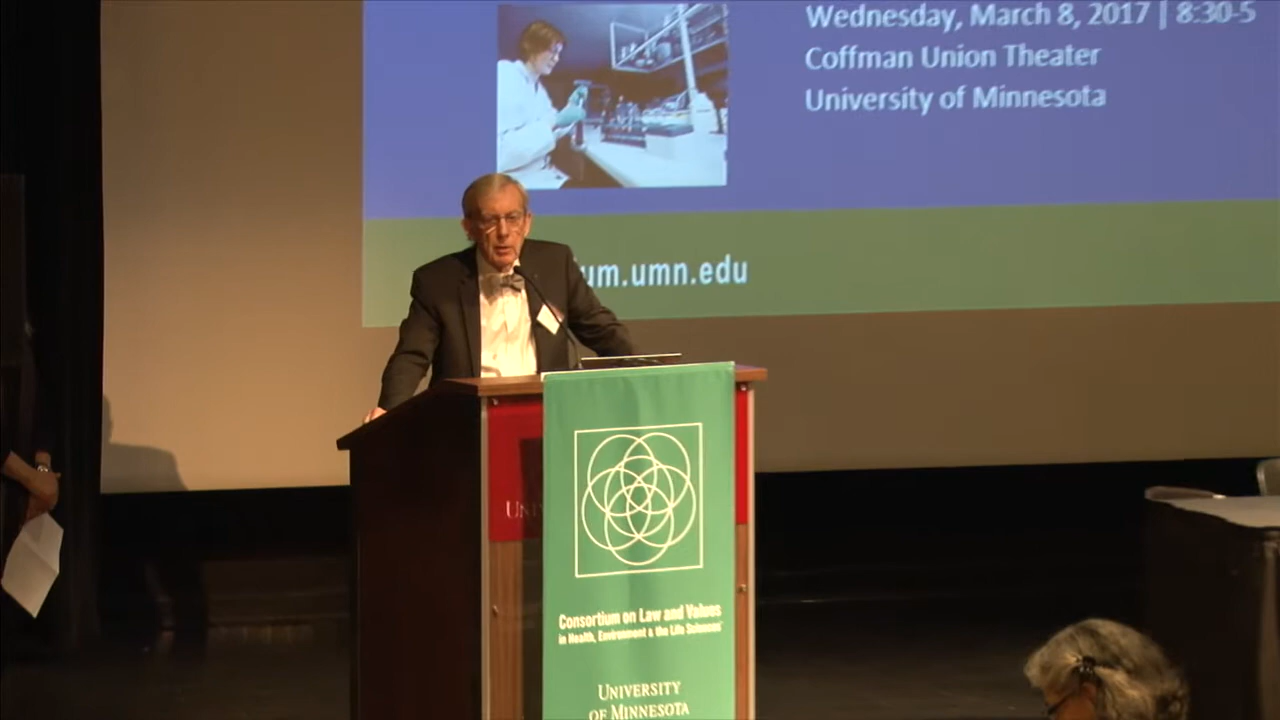 Wednesday, March 8, 2017 | 8:30-5
Coffman Union Theater
University of Minnesota
um.umn.edu
Consortium on Law and Values
in Health, Environment & the Life Sciences
UNIVERSITY
OF MINNESOTA